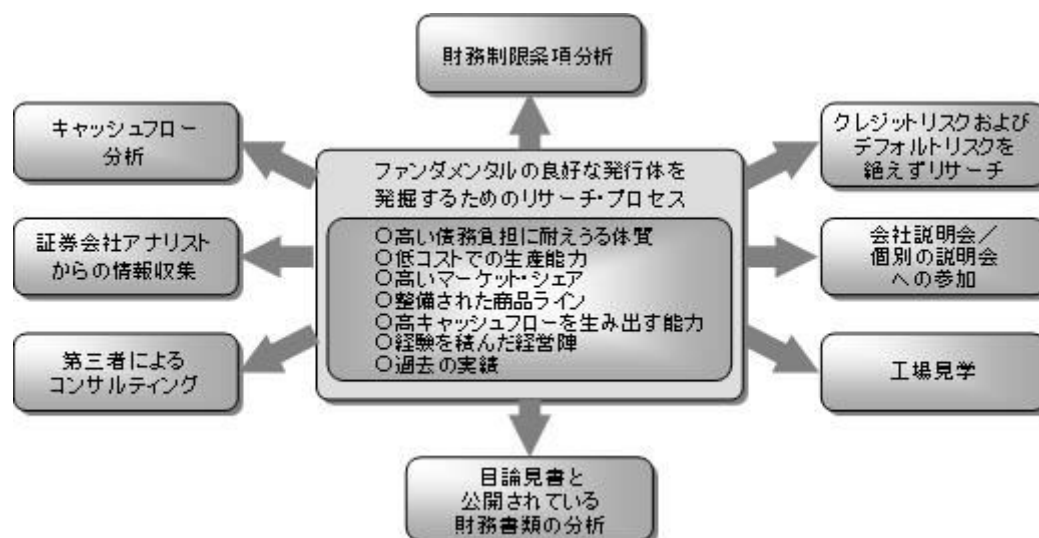 財務制限条項分析
キャッシュフロー
分析
クレジットリスクおよび
デフォルトリスクを
絶えずリサーチ
ファンダメンタルの良好な発行体を
発掘するためのリサーチ・プロセス
○高い債務負担に耐えうる体質
○低コストでの生産能力
○高いマーケット・シェア
○整備された商品ライン
○高キャッシュフローを生み出す能力
○経験を積んだ経営陣
○過去の実績
証券会社アナリスト
からの情報収集
会社説明会／
個別の説明会
への参加
第三者による
コンサルティング
工場見学
目論見書と
公開されている
財務書類の分析